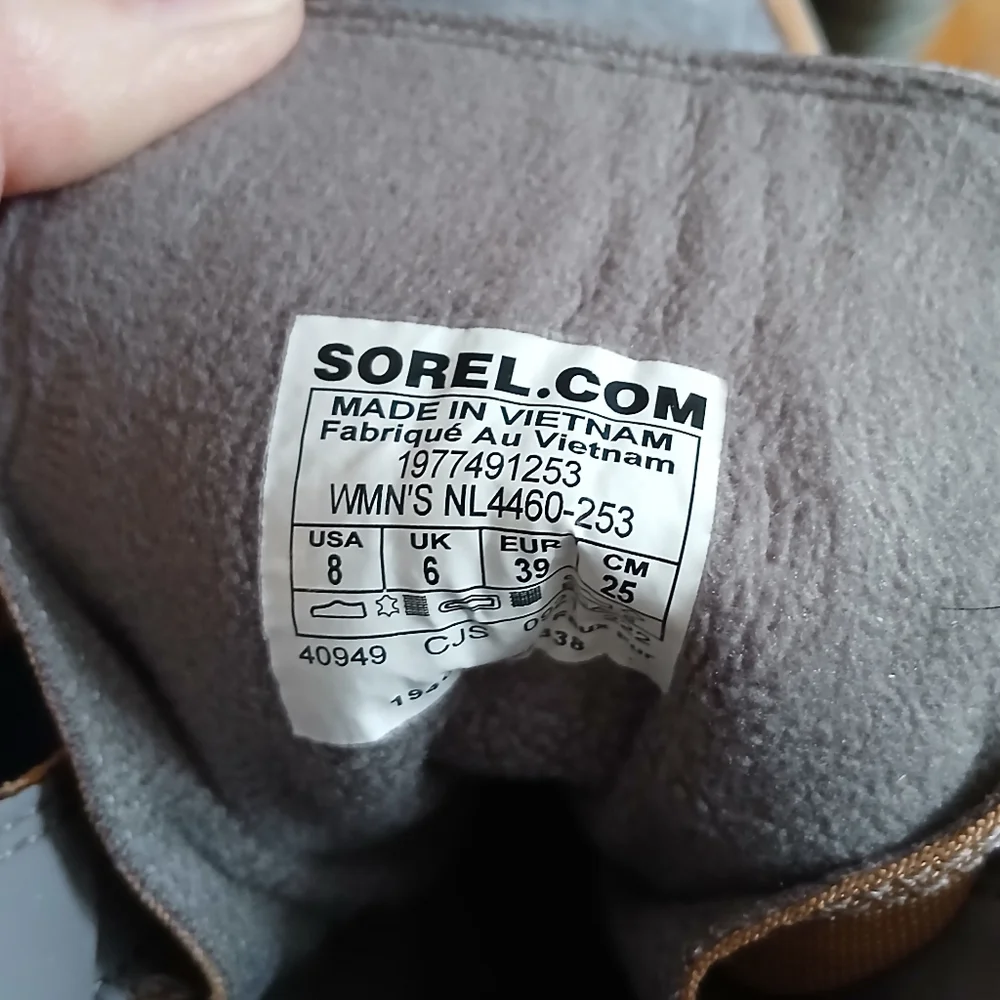 SOREL.COM
MADE IN VIETNAM
Fabriqué Au Vietnam
1977491253
WMN'S NL4460-253
USA UK EUR CM
8 6 39 25
40949 CJS